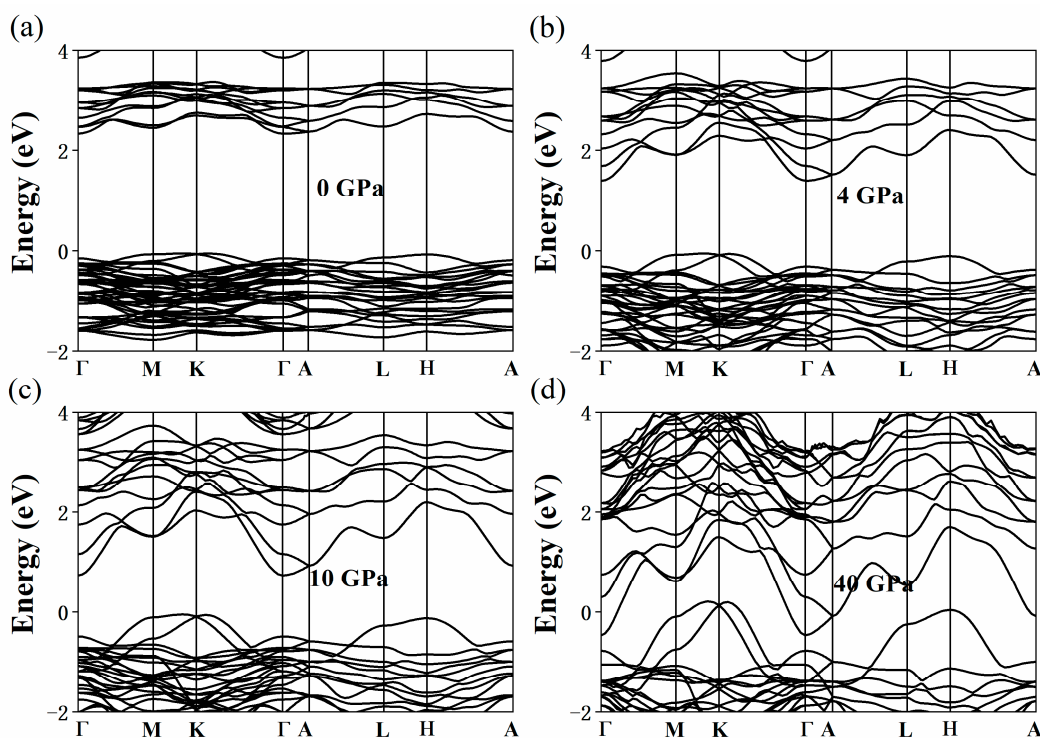 (a)
4
2
0
−2
Energy (eV)
0 GPa
Γ M K Γ A L H A
(b)
4
2
0
−2
Energy (eV)
4 GPa
Γ M K Γ A L H A
(c)
4
2
0
−2
Energy (eV)
10 GPa
Γ M K Γ A L H A
(d)
4
2
0
−2
Energy (eV)
40 GPa
Γ M K Γ A L H A